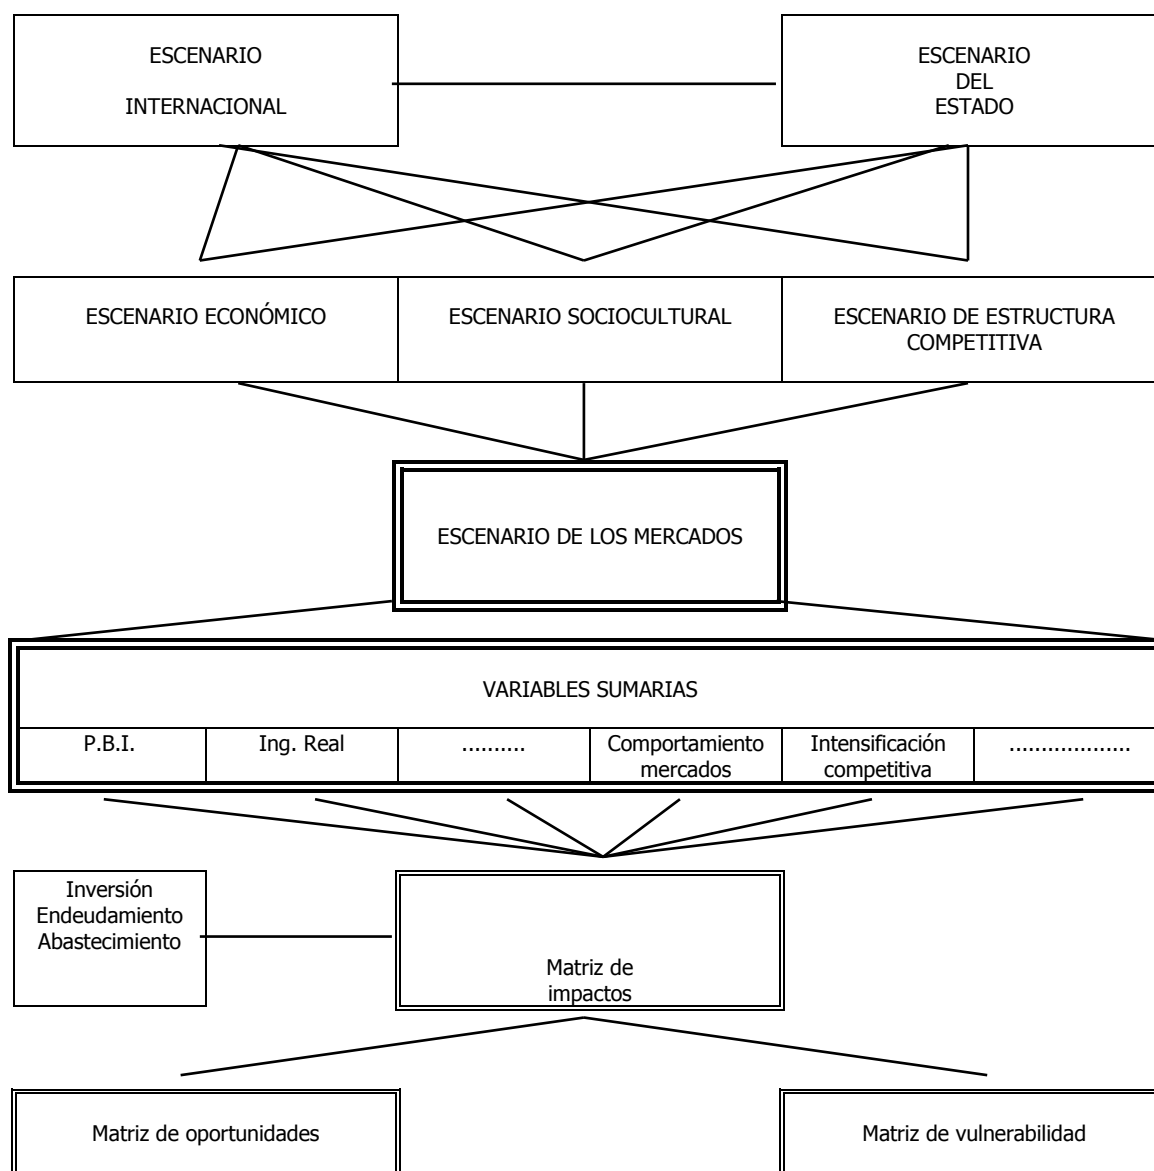 ESCENARIO
INTERNACIONAL
ESCENARIO
DEL
ESTADO
ESCENARIO ECONÓMICO
ESCENARIO SOCIOCULTURAL
ESCENARIO DE ESTRUCTURA
COMPETITIVA
ESCENARIO DE LOS MERCADOS
VARIABLES SUMARIAS
P.B.I.
Ing. Real
..........
Comportamiento
mercados
Intensificación
competitiva
...................
Inversión
Endeudamiento
Abastecimiento
Matriz de
impactos
Matriz de oportunidades
Matriz de vulnerabilidad